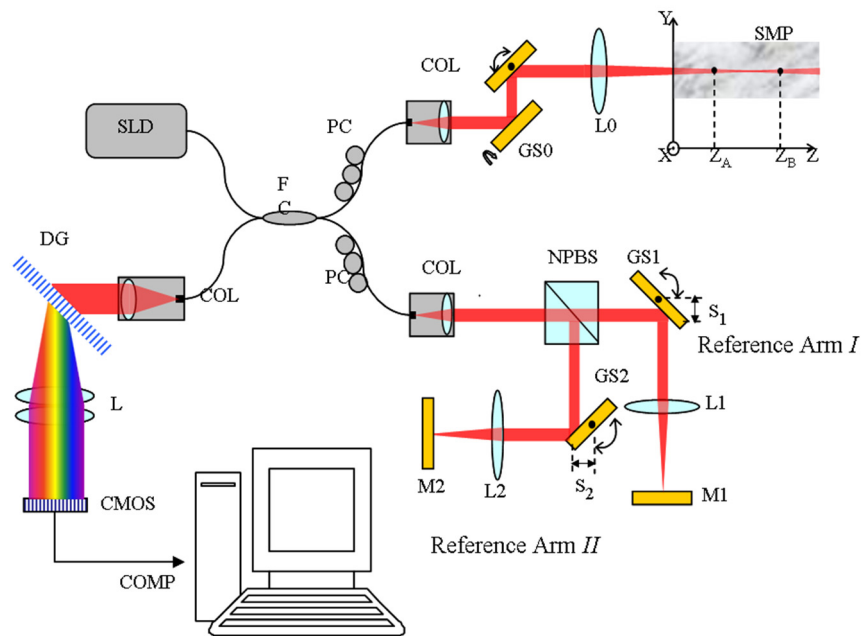 Y
SMP
COL
SLD
PC
L0
GS0
X
Z_A
Z_B
Z
F
C
DG
PC
COL
NPBS
GS1
COL
S_1
Reference Arm I
GS2
L
L1
M2
L2
S_2
M1
CMOS
Reference Arm II
COMP